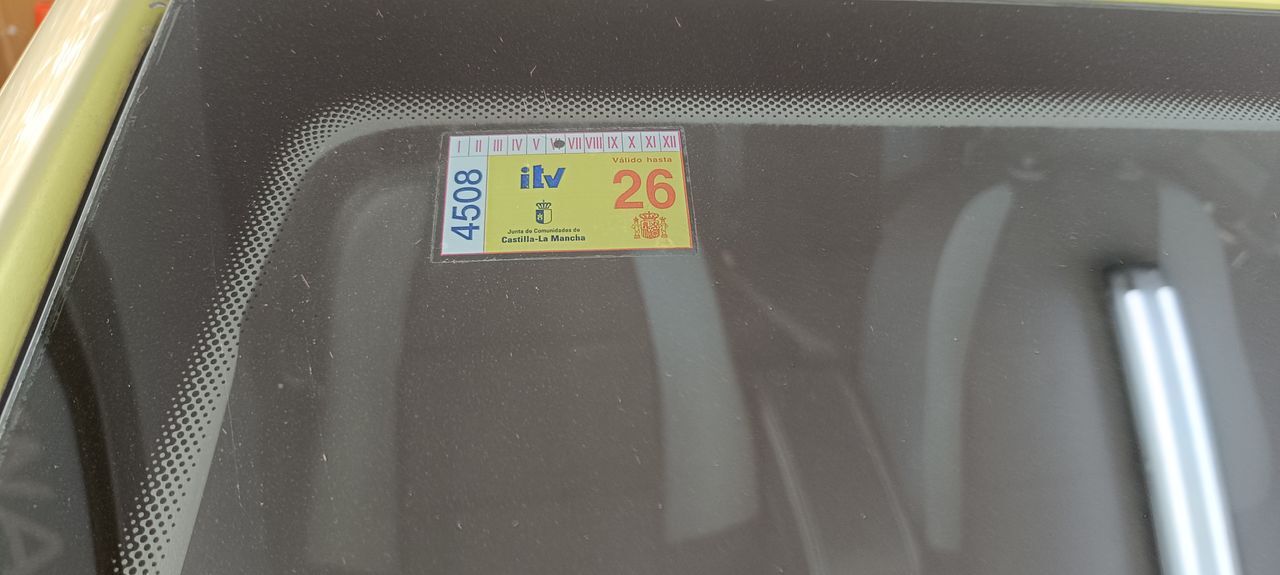 I II III IV V VII VIII IX X XI XII
4508
itv
Válido hasta
26
Junta de Comunidades de
Castilla-La Mancha